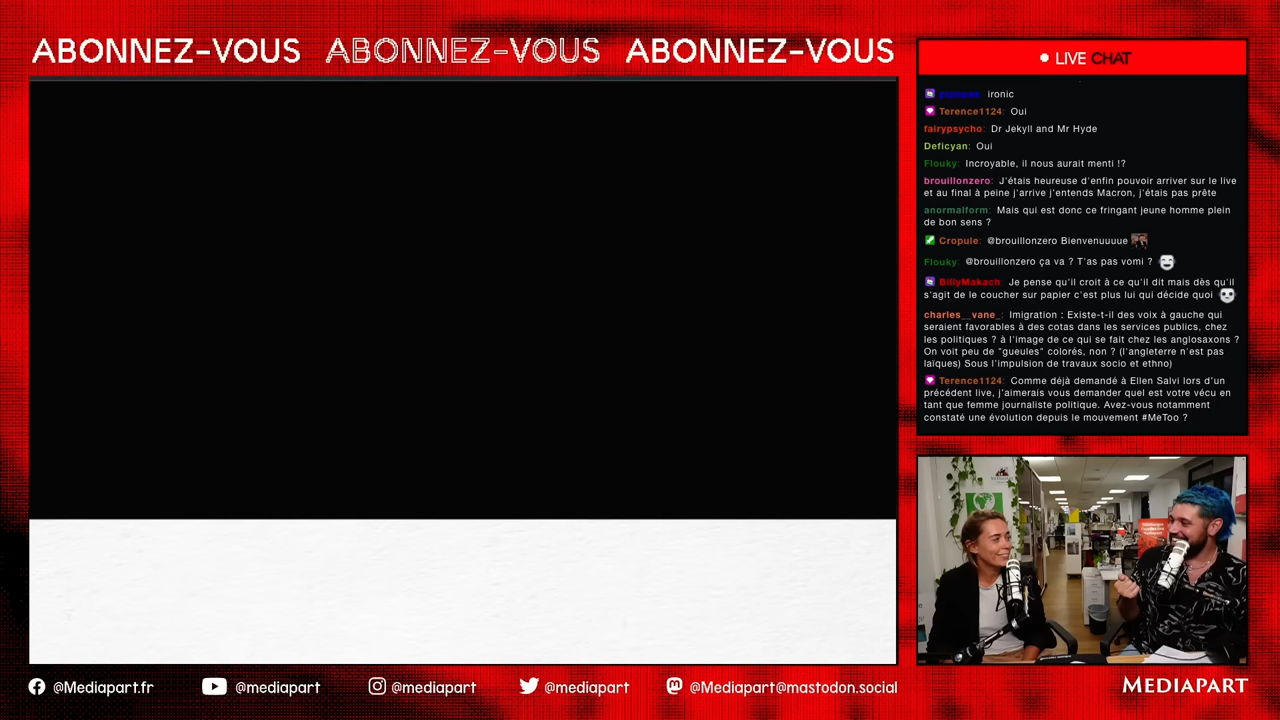 ABONNEZ-VOUS ABONNEZ-VOUS ABONNEZ-VOUS
LIVE CHAT
ironic
Terence1124: Oui
fairypsycho: Dr Jekyll and Mr Hyde
Deficyan: Oui
Flouky: Incroyable, il nous aurait menti !?
brouillonzero: J'étais heureuse d'enfin pouvoir arriver sur le live
et au final à peine j'arrive j'entends Macron, j'étais pas prête
anormalform: Mais qui est donc ce fringant jeune homme plein
de bon sens ?
Cropule: @brouillonzero Bienvenuuuue
Flouky: @brouillonzero ça va ? T'as pas vomi ?
BillyMakach: Je pense qu'il croit à ce qu'il dit mais dès qu'il
s'agit de le coucher sur papier c'est plus lui qui décide quoi
charles__vane_: Imigration : Existe-t-il des voix à gauche qui
seraient favorables à des cotas dans les services publics, chez
les politiques ? à l'image de ce qui se fait chez les anglosaxons ?
On voit peu de "gueules" colorés, non ? (l'angleterre n'est pas
laïques) Sous l'impulsion de travaux socio et ethno)
Terence1124: Comme déjà demandé à Ellen Salvi lors d'un
précédent live, j'aimerais vous demander quel est votre vécu en
tant que femme journaliste politique. Avez-vous notamment
constaté une évolution depuis le mouvement #MeToo ?
@Mediapart.fr @mediapart @mediapart @mediapart @Mediapart@mastodon.social
MEDIAPART